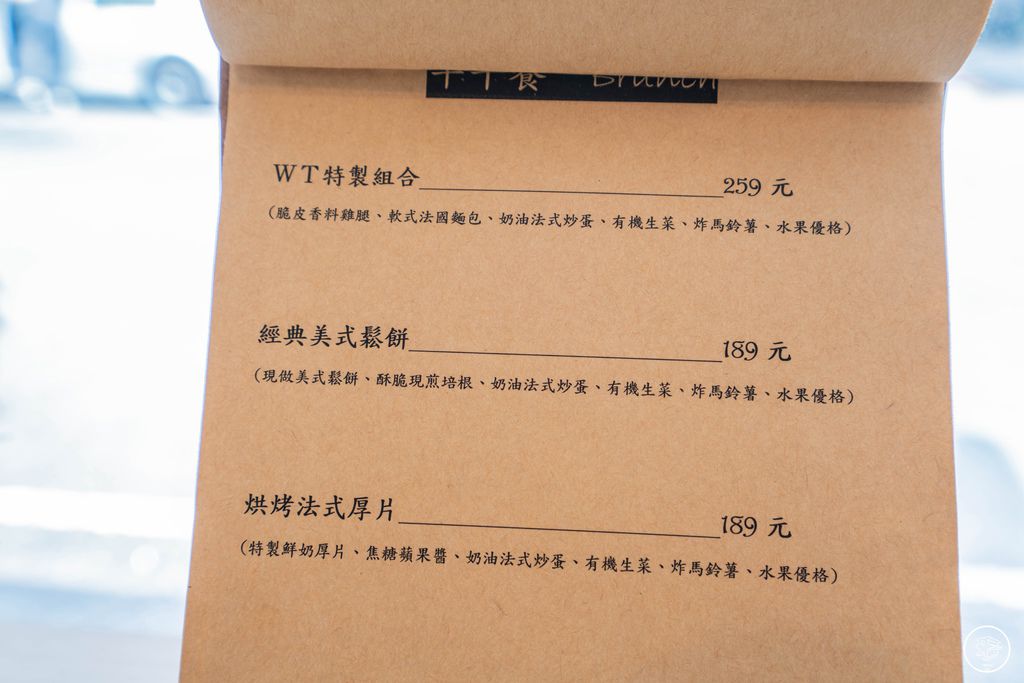 早午餐 Brunch
WT特製組合 259 元
(脆皮香料雞腿、軟式法國麵包、奶油法式炒蛋、有機生菜、炸馬鈴薯、水果優格)
經典美式鬆餅 189 元
(現做美式鬆餅、酥脆現煎培根、奶油法式炒蛋、有機生菜、炸馬鈴薯、水果優格)
烘烤法式厚片 189 元
(特製鮮奶厚片、焦糖蘋果醬、奶油法式炒蛋、有機生菜、炸馬鈴薯、水果優格)